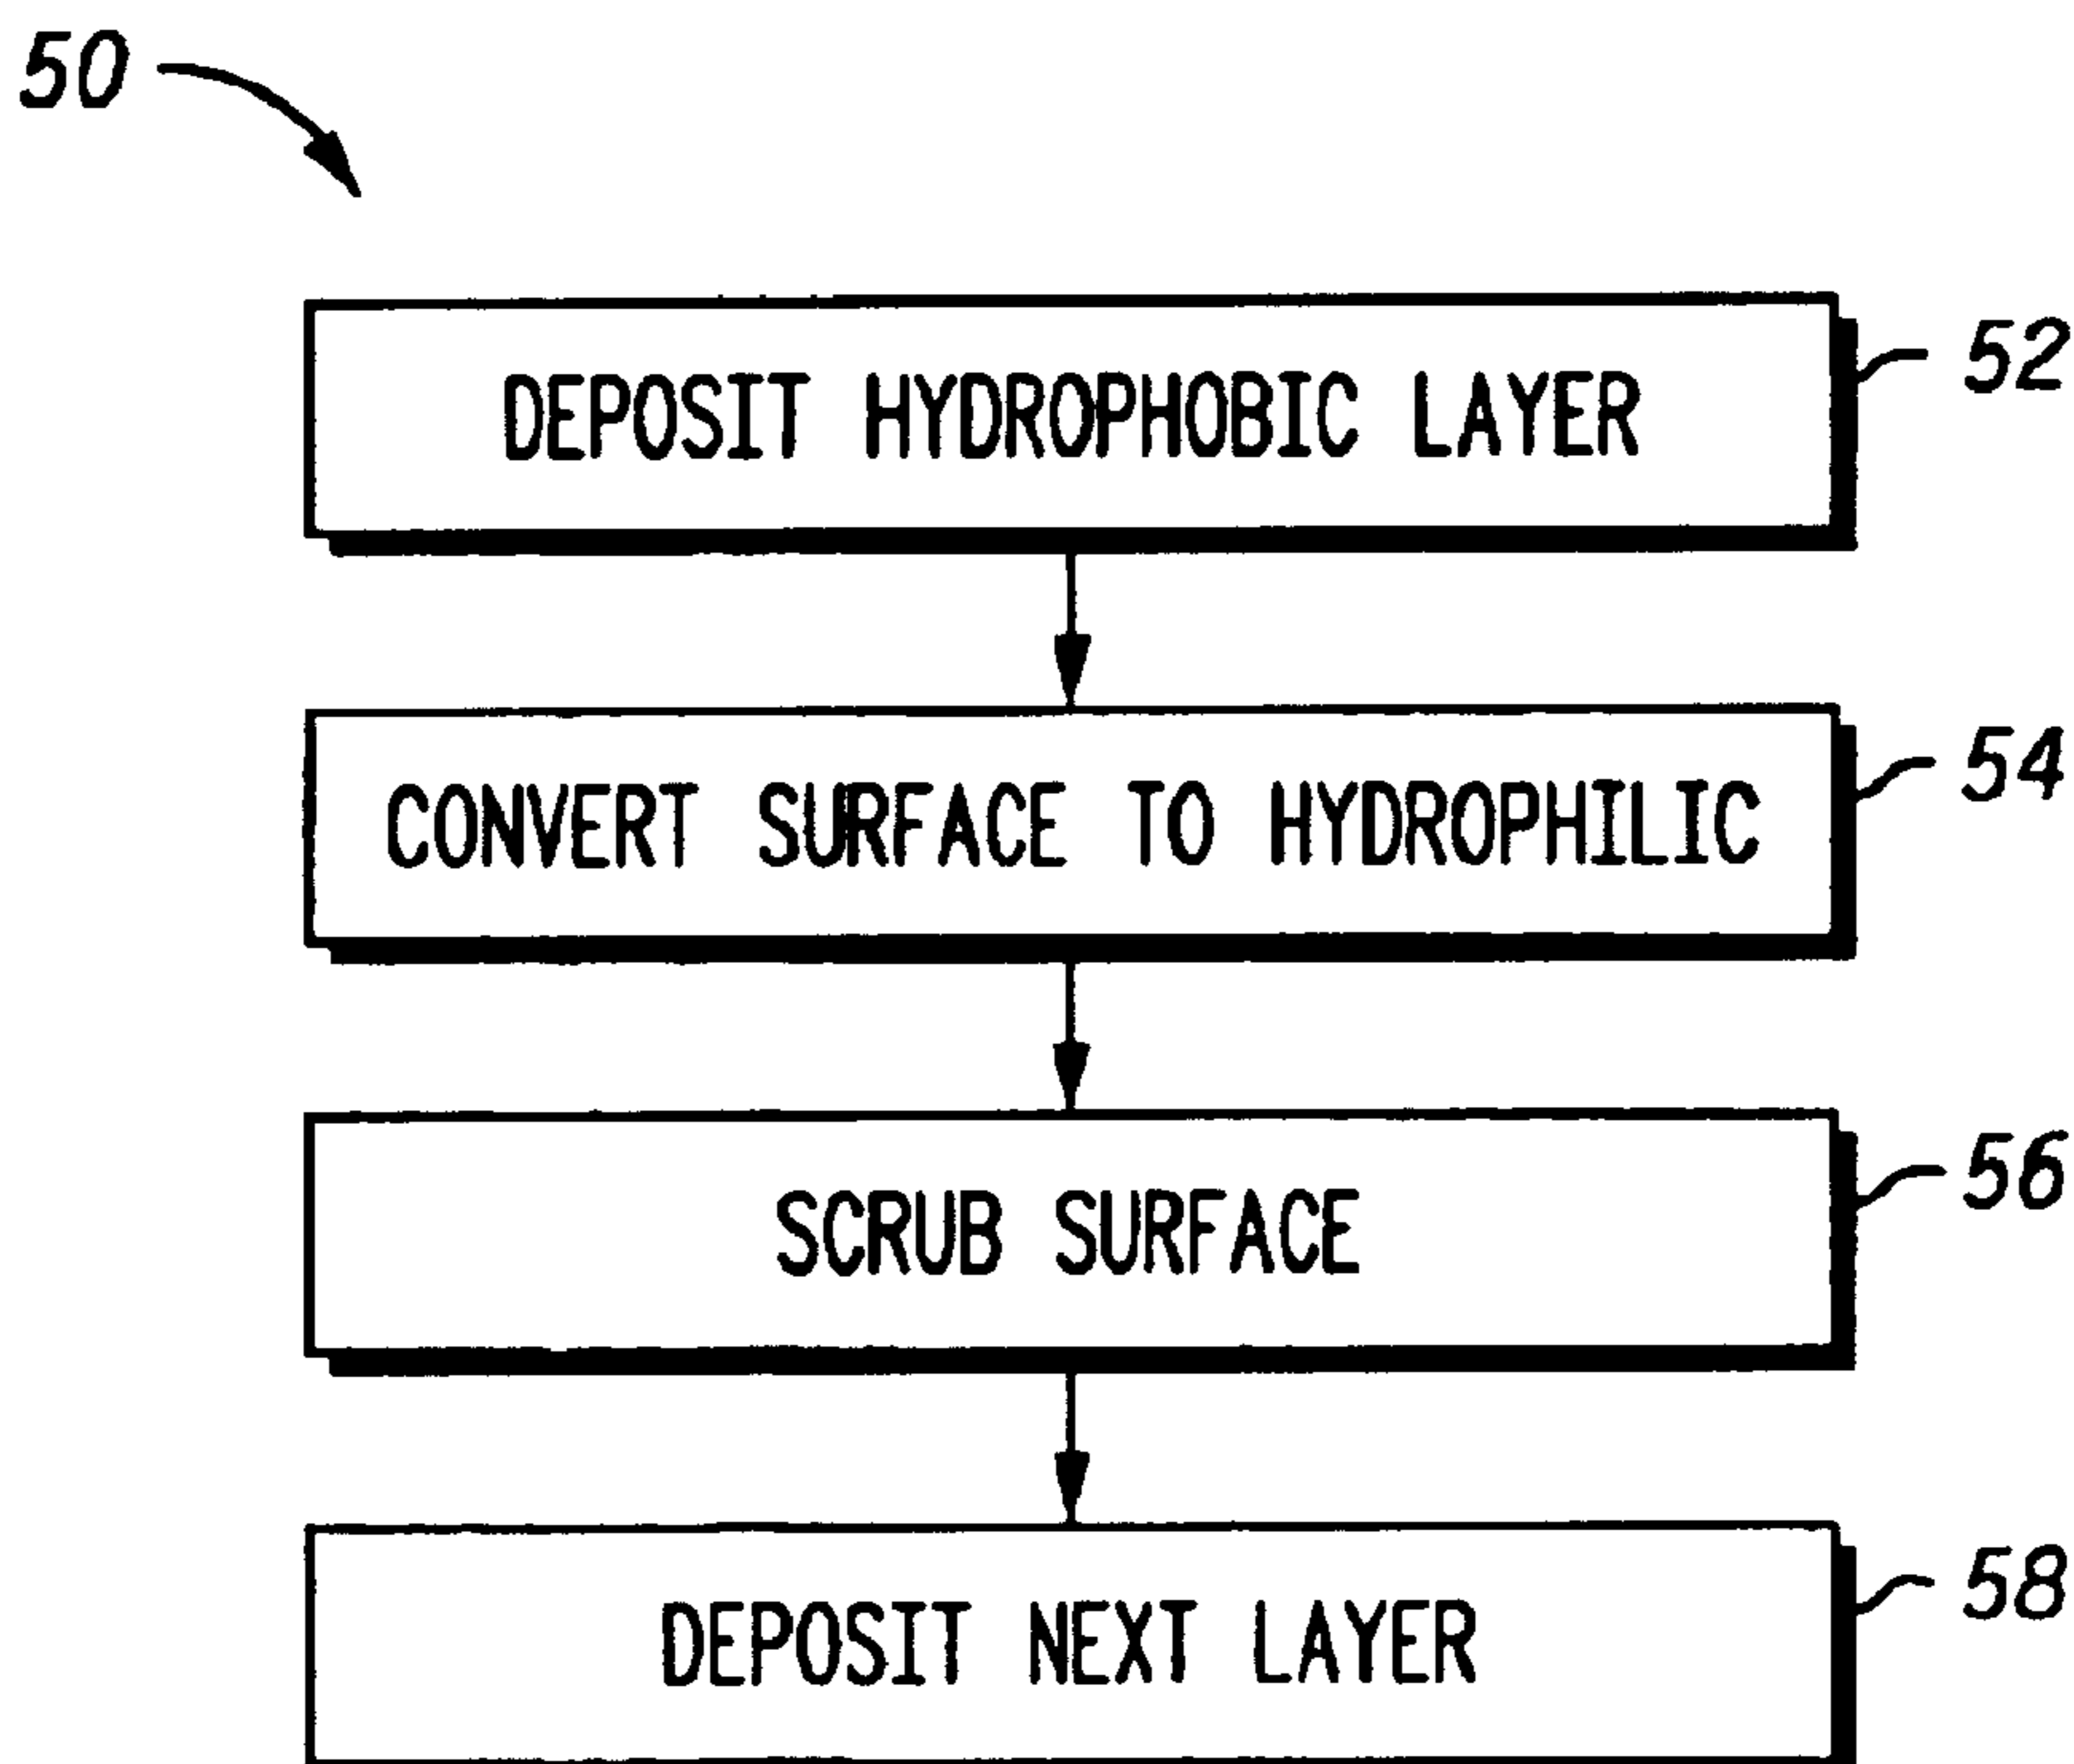 50
DEPOSIT HYDROPHOBIC LAYER
52
CONVERT SURFACE TO HYDROPHILIC
54
SCRUB SURFACE
56
DEPOSIT NEXT LAYER
58